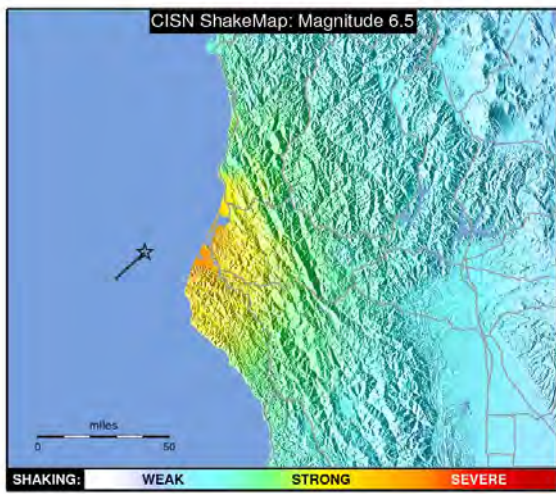 CISN ShakeMap: Magnitude 6.5
miles
0 50
SHAKING: WEAK STRONG SEVERE